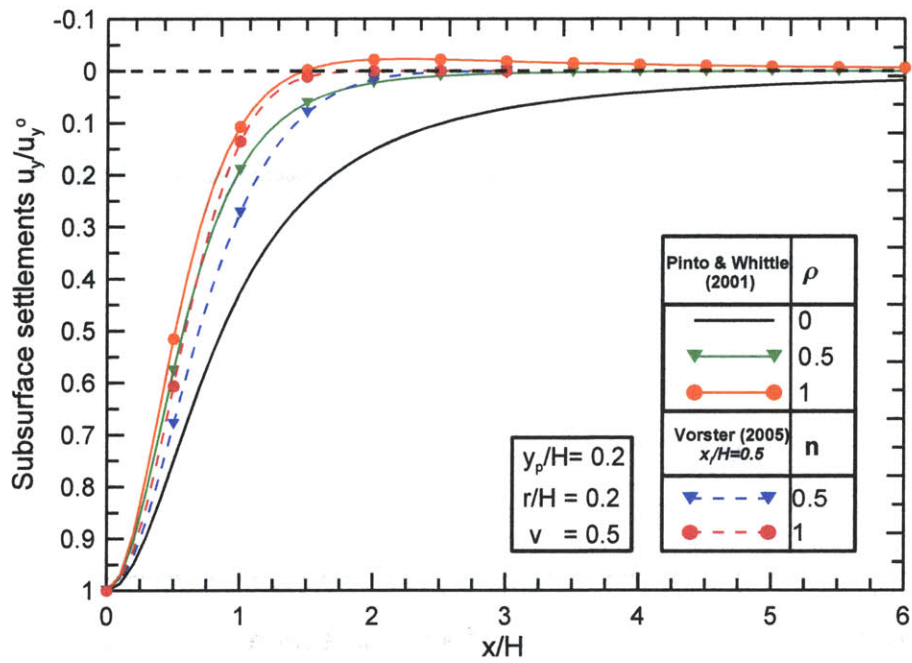 Subsurface settlements u_y/u_y°
-0.1
0
0.1
0.2
0.3
0.4
0.5
0.6
0.7
0.8
0.9
1
0 1 2 3 4 5 6
x/H
y_p/H= 0.2
r/H = 0.2
v = 0.5
Pinto & Whittle
(2001)
ρ
0
0.5
1
Vorster (2005)
x_i/H=0.5
n
0.5
1